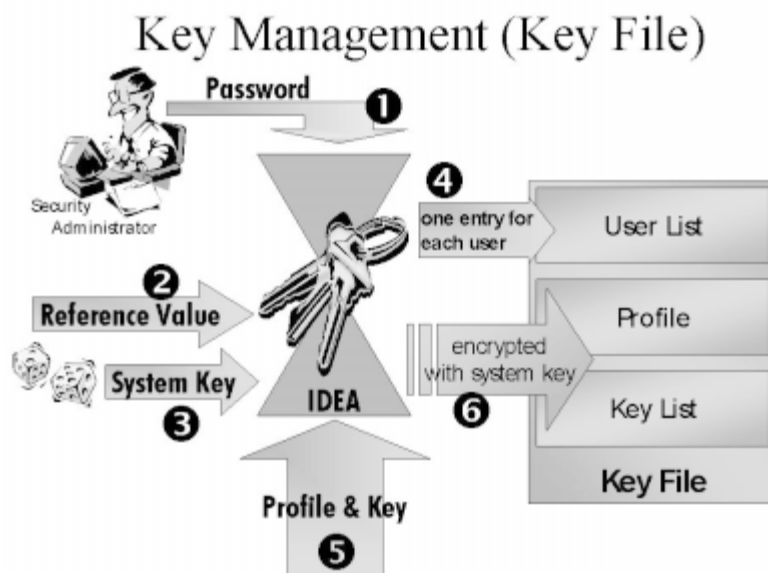 Key Management (Key File)
Password
1
Security
Administrator
4
one entry for
each user
User List
2
Reference Value
Profile
System Key
3
encrypted
with system key
6
IDEA
Key List
Key File
Profile & Key
5